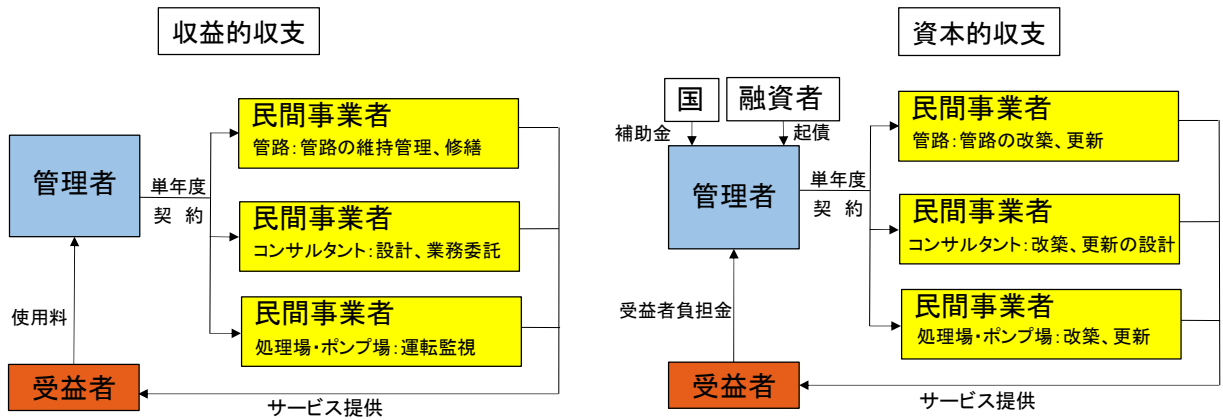 収益的収支
民間事業者
管路：管路の維持管理、修繕
管理者
単年度
契 約
民間事業者
コンサルタント：設計、業務委託
使用料
民間事業者
処理場・ポンプ場：運転監視
受益者
サービス提供
資本的収支
国
融資者
補助金
起債
民間事業者
管路：管路の改築、更新
管理者
単年度
契 約
民間事業者
コンサルタント：改築、更新の設計
受益者負担金
民間事業者
処理場・ポンプ場：改築、更新
受益者
サービス提供